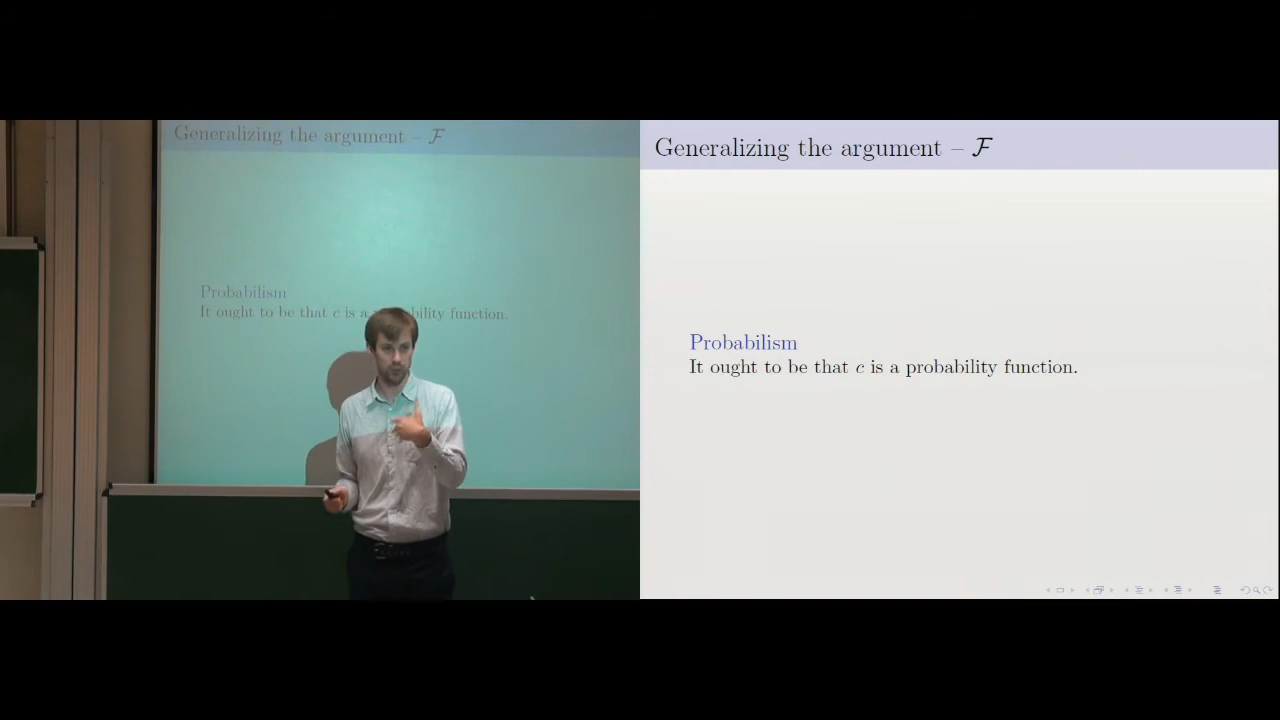 Generalizing the argument – ℱ
Probabilism
It ought to be that c is a probability function.
Generalizing the argument – ℱ
Probabilism
It ought to be that c is a bility function.